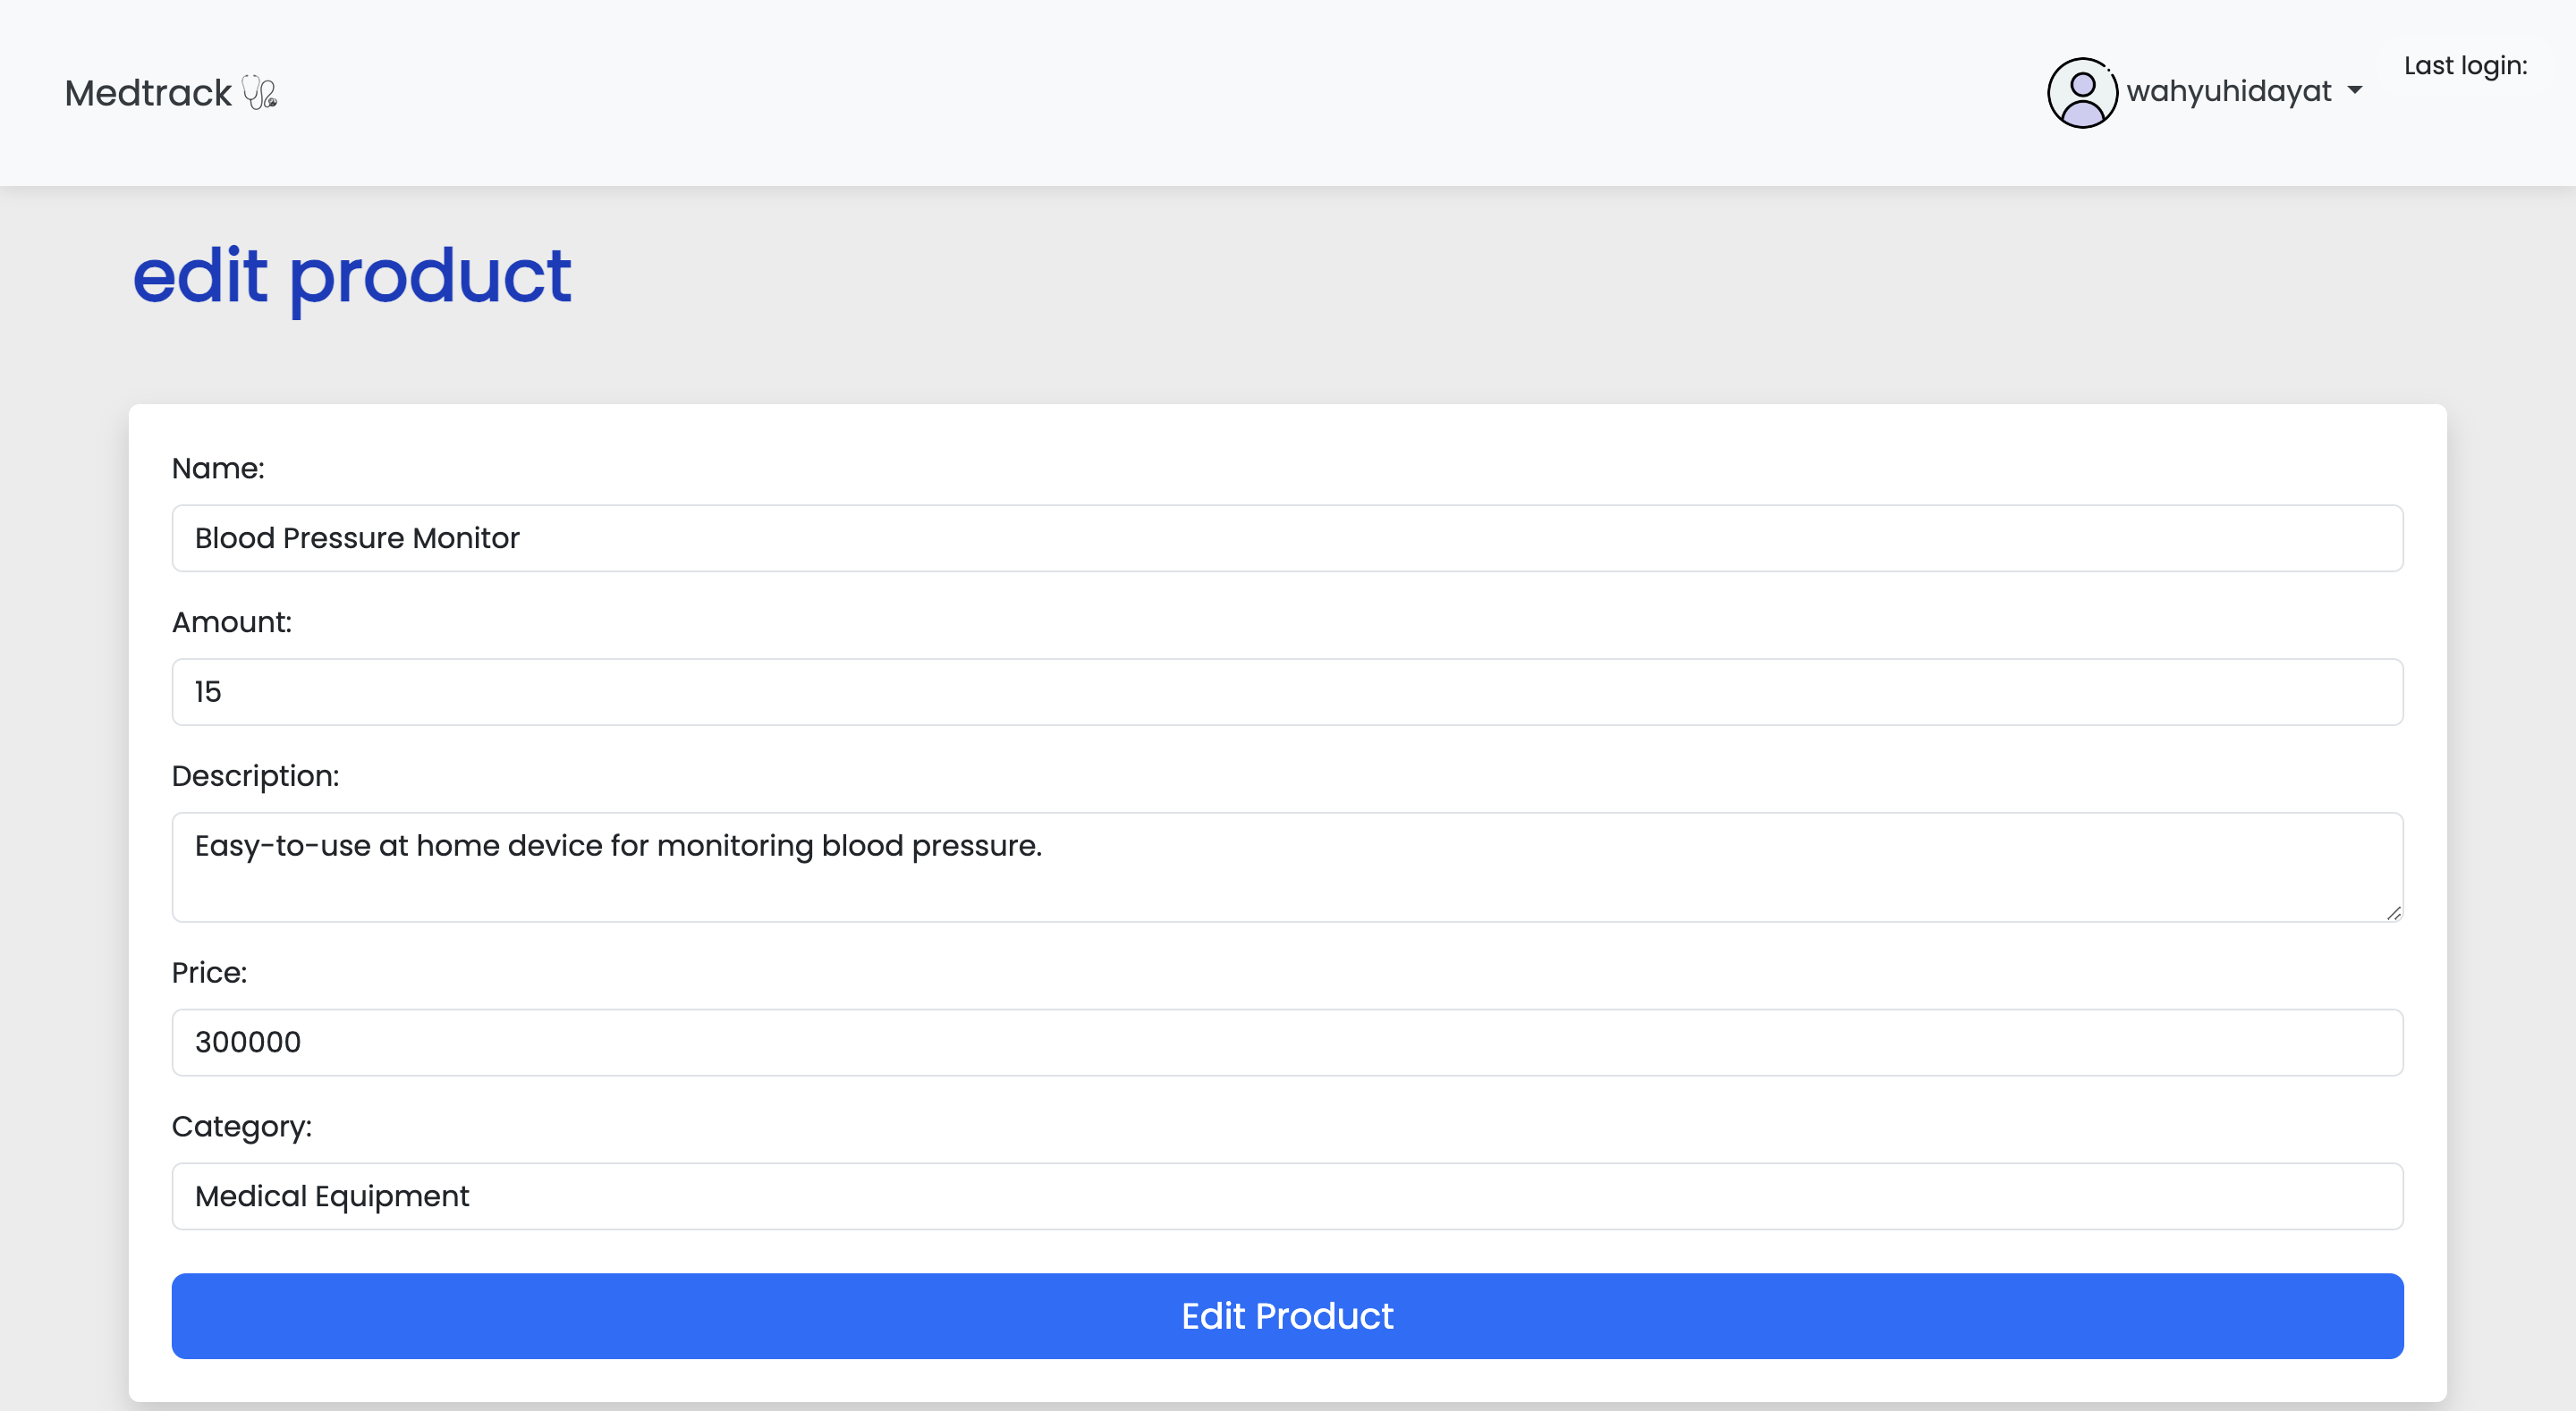 Medtrack
wahyuhidayat
Last login:
edit product
Name:
Blood Pressure Monitor
Amount:
15
Description:
Easy-to-use at home device for monitoring blood pressure.
Price:
300000
Category:
Medical Equipment
Edit Product